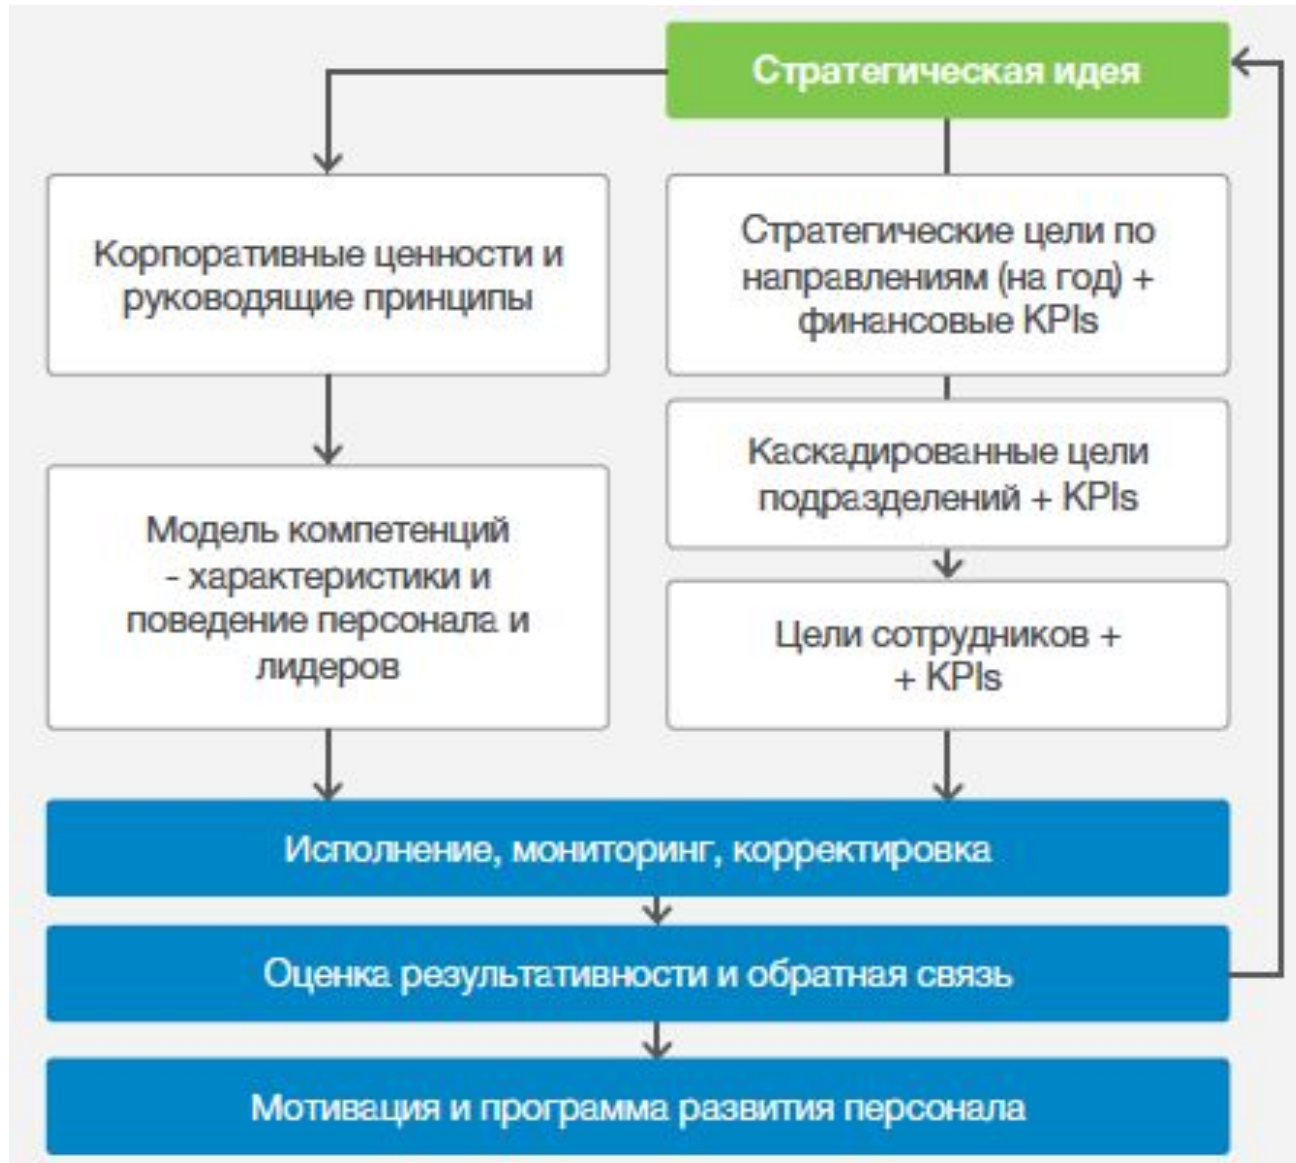 Стратегическая идея
Корпоративные ценности и
руководящие принципы
Стратегические цели по
направлениям (на год) +
финансовые KPIs
Каскадированные цели
подразделений + KPIs
Модель компетенций
- характеристики и
поведение персонала и
лидеров
Цели сотрудников +
+ KPIs
Исполнение, мониторинг, корректировка
Оценка результативности и обратная связь
Мотивация и программа развития персонала